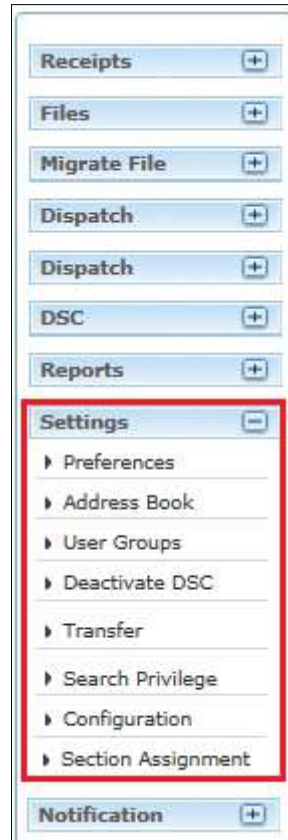 Receipts
Files
Migrate File
Dispatch
Dispatch
DSC
Reports
Settings
Preferences
Address Book
User Groups
Deactivate DSC
Transfer
Search Privilege
Configuration
Section Assignment
Notification